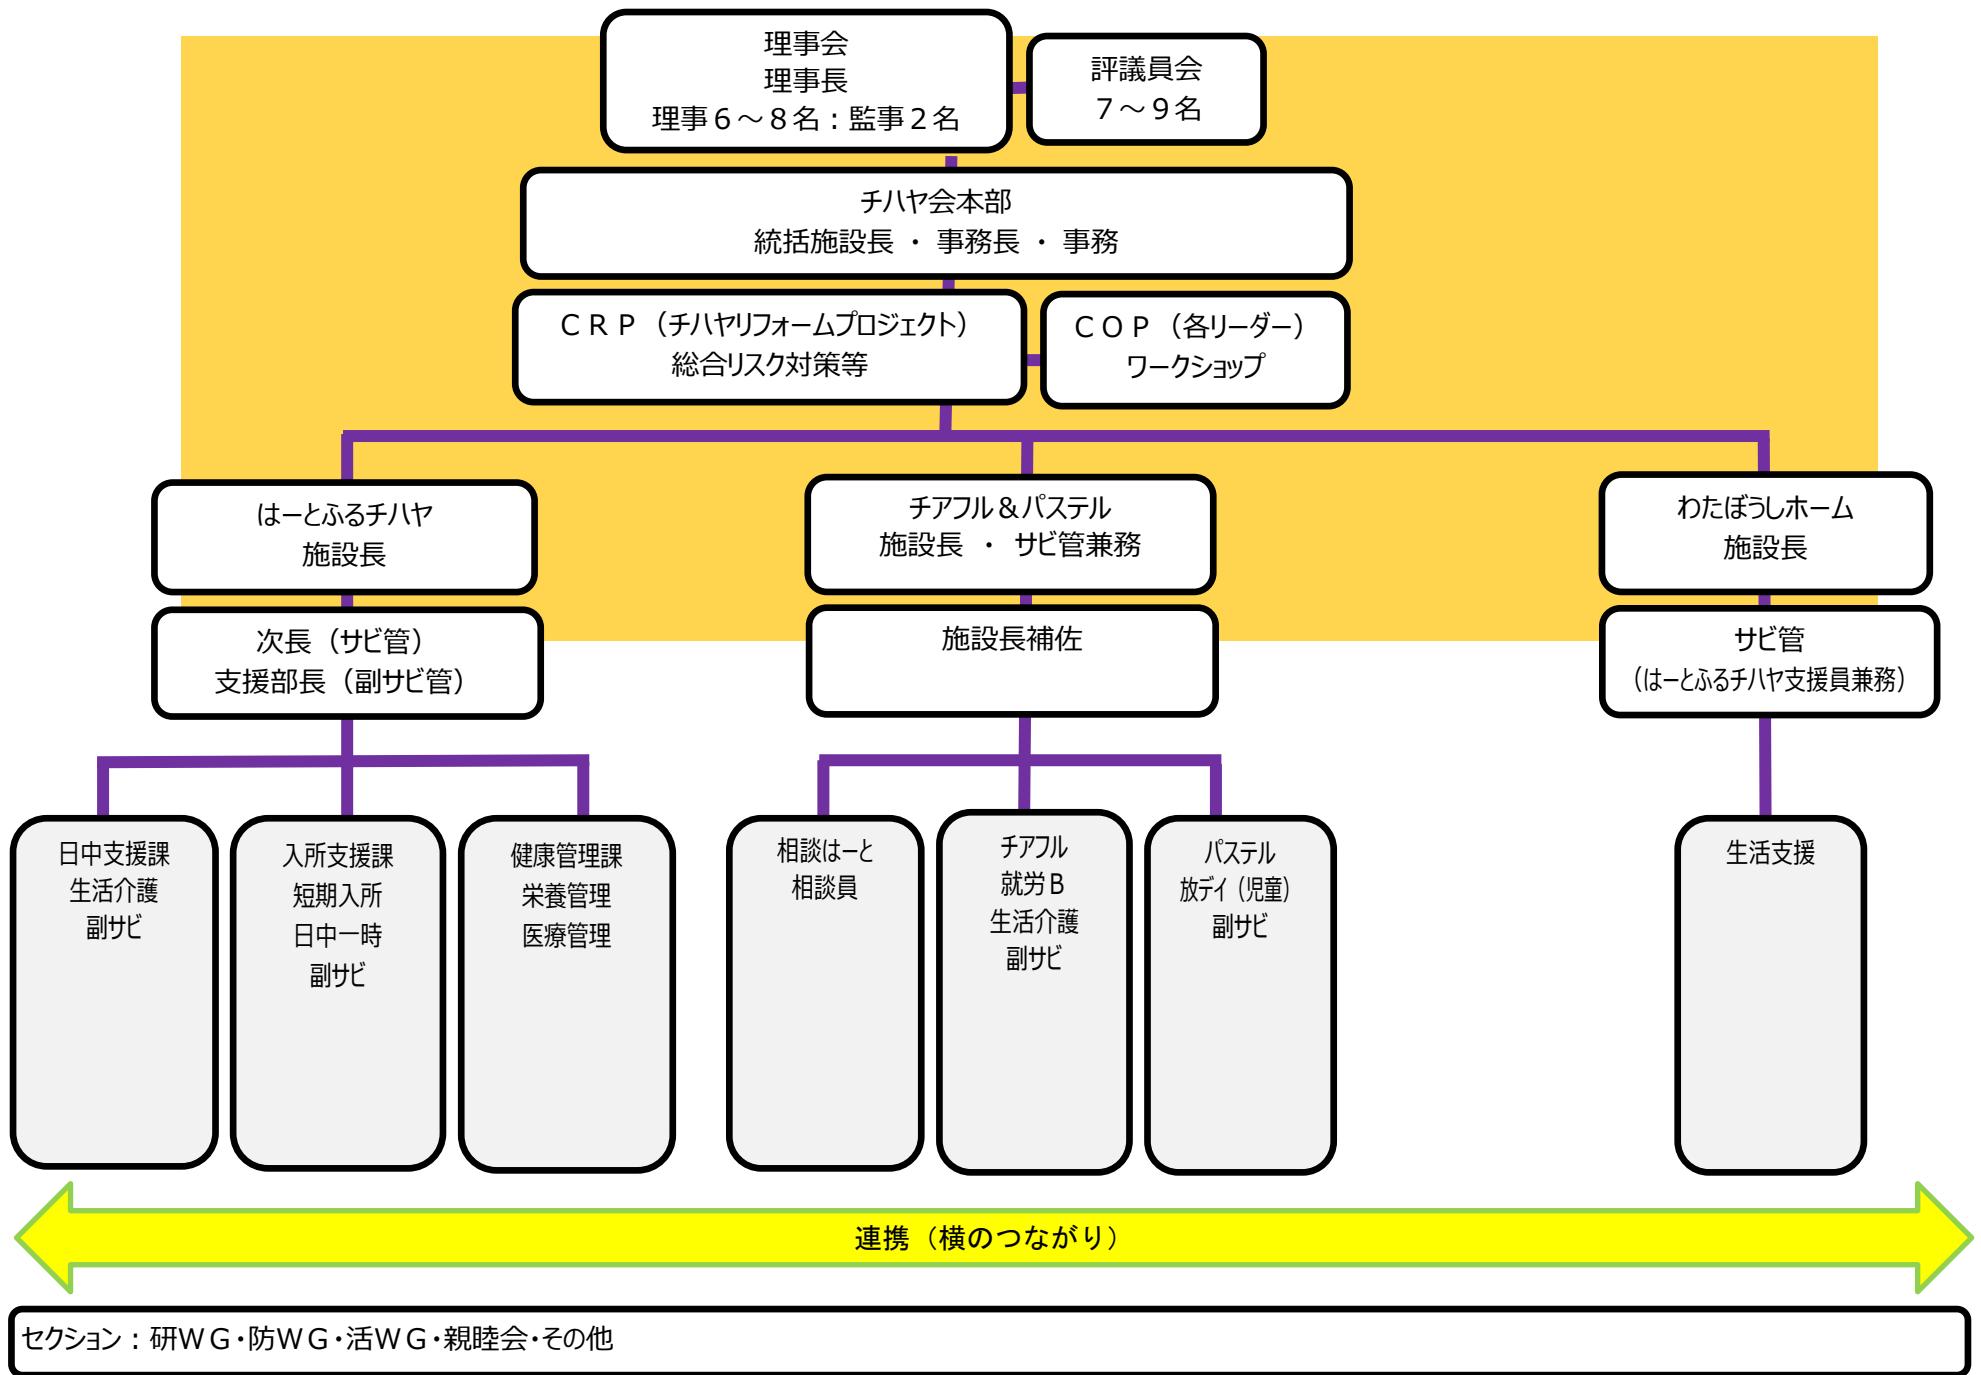 理事会
理事長
理事６～８名：監事２名
評議員会
７～９名
チハヤ会本部
統括施設長 ・ 事務長 ・ 事務
ＣＲＰ（チハヤリフォームプロジェクト）
総合リスク対策等
ＣＯＰ（各リーダー）
ワークショップ
はーとふるチハヤ
施設長
チアフル＆パステル
施設長 ・ サビ管兼務
わたぼうしホーム
施設長
次長（サビ管）
支援部長（副サビ管）
施設長補佐
サビ管
（はーとふるチハヤ支援員兼務）
日中支援課
生活介護
副サビ
入所支援課
短期入所
日中一時
副サビ
健康管理課
栄養管理
医療管理
相談はーと
相談員
チアフル
就労Ｂ
生活介護
副サビ
パステル
放デイ（児童）
副サビ
生活支援
連携（横のつながり）
セクション：研ＷＧ・防ＷＧ・活ＷＧ・親睦会・その他